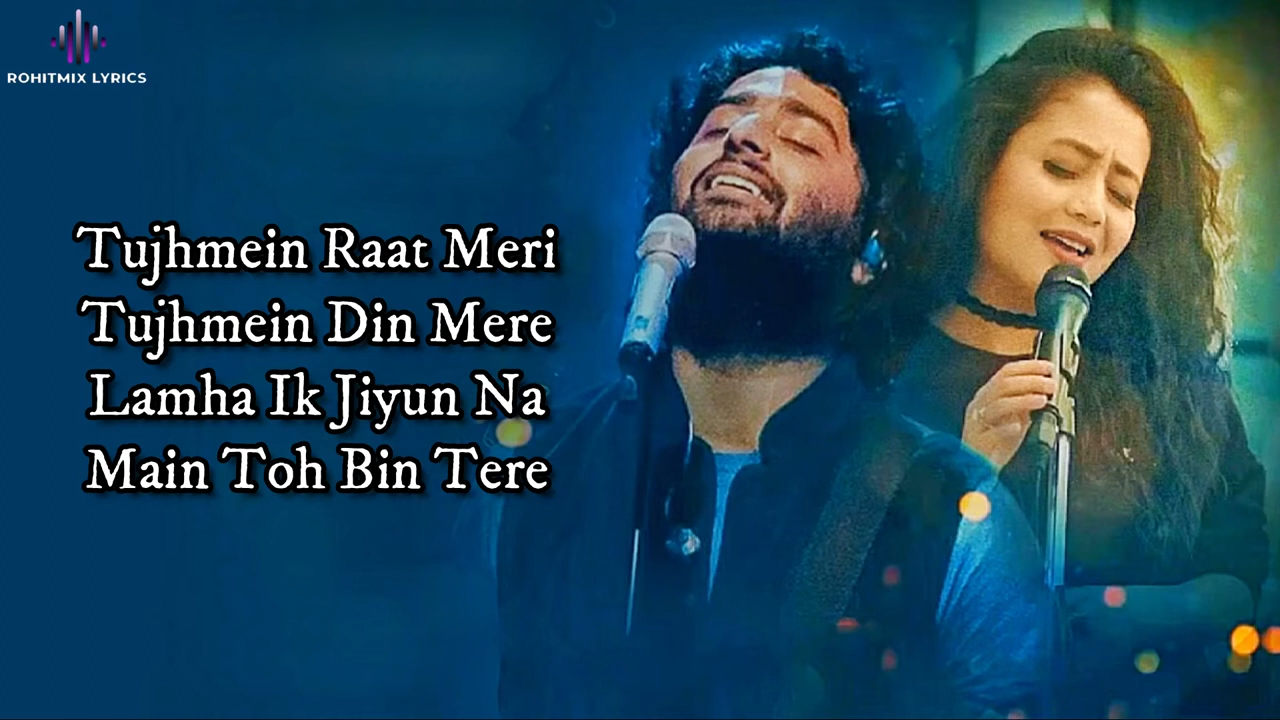 ROHITMIX LYRICS
Tujhmein Raat Meri
Tujhmein Din Mere
Lamha Ik Jiyun Na
Main Toh Bin Tere